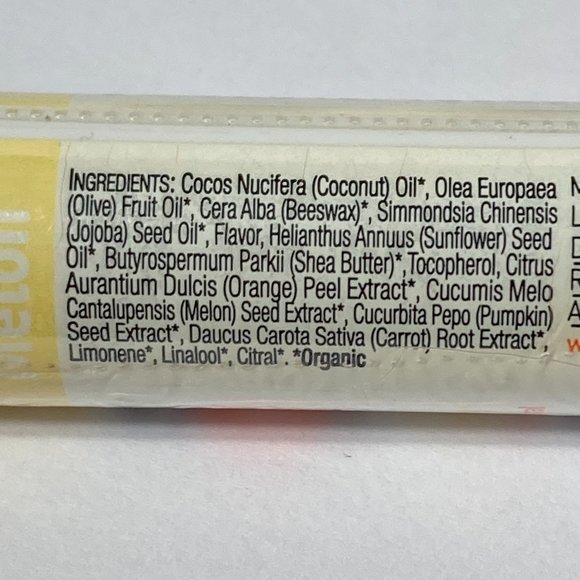 INGREDIENTS: Cocos Nucifera (Coconut) Oil*, Olea Europaea
(Olive) Fruit Oil*, Cera Alba (Beeswax)*, Simmondsia Chinensis
(Jojoba) Seed Oil*, Flavor, Helianthus Annuus (Sunflower) Seed
Oil*, Butyrospermum Parkii (Shea Butter)*, Tocopherol, Citrus
Aurantium Dulcis (Orange) Peel Extract*, Cucumis Melo
Cantalupensis (Melon) Seed Extract*, Cucurbita Pepo (Pumpkin)
Seed Extract*, Daucus Carota Sativa (Carrot) Root Extract*,
Limonene*, Linalool*, Citral*. *Organic
Melon